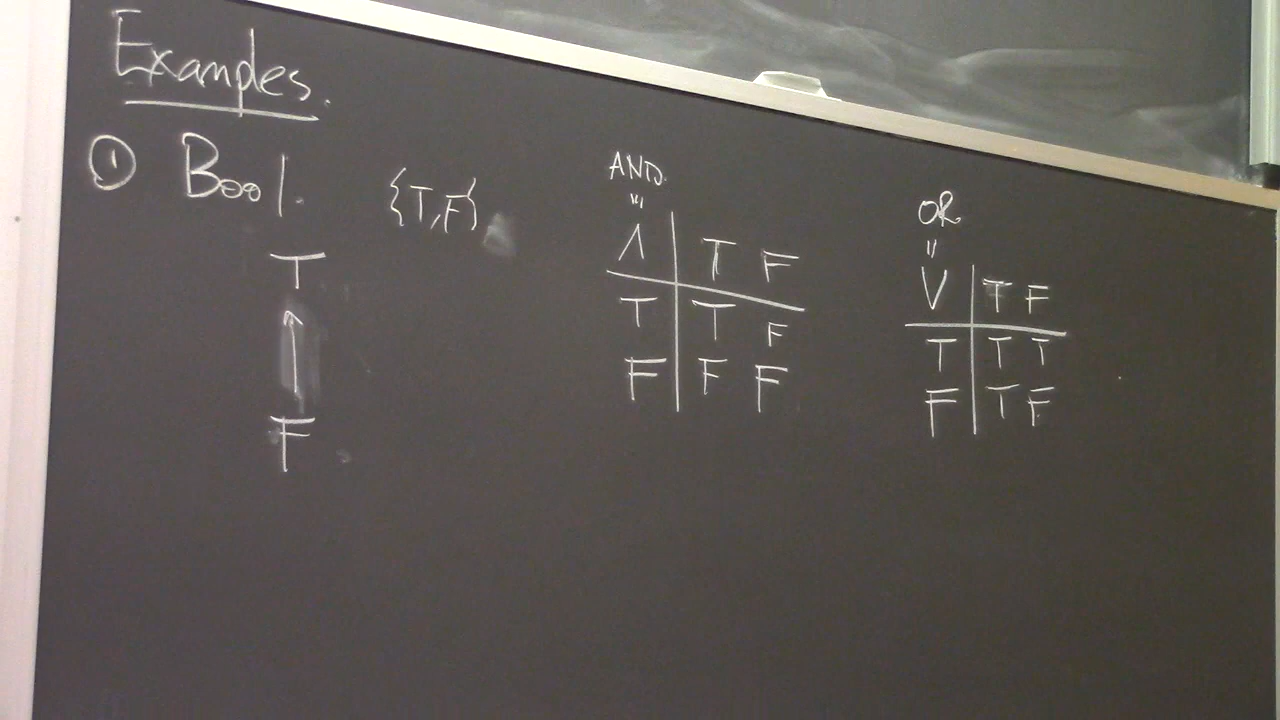 Examples.
① Bool. {T,F}
T
↑
F
AND
"
∧ | T F
T | T F
F | F F
OR
"
∨ | T F
T | T T
F | T F